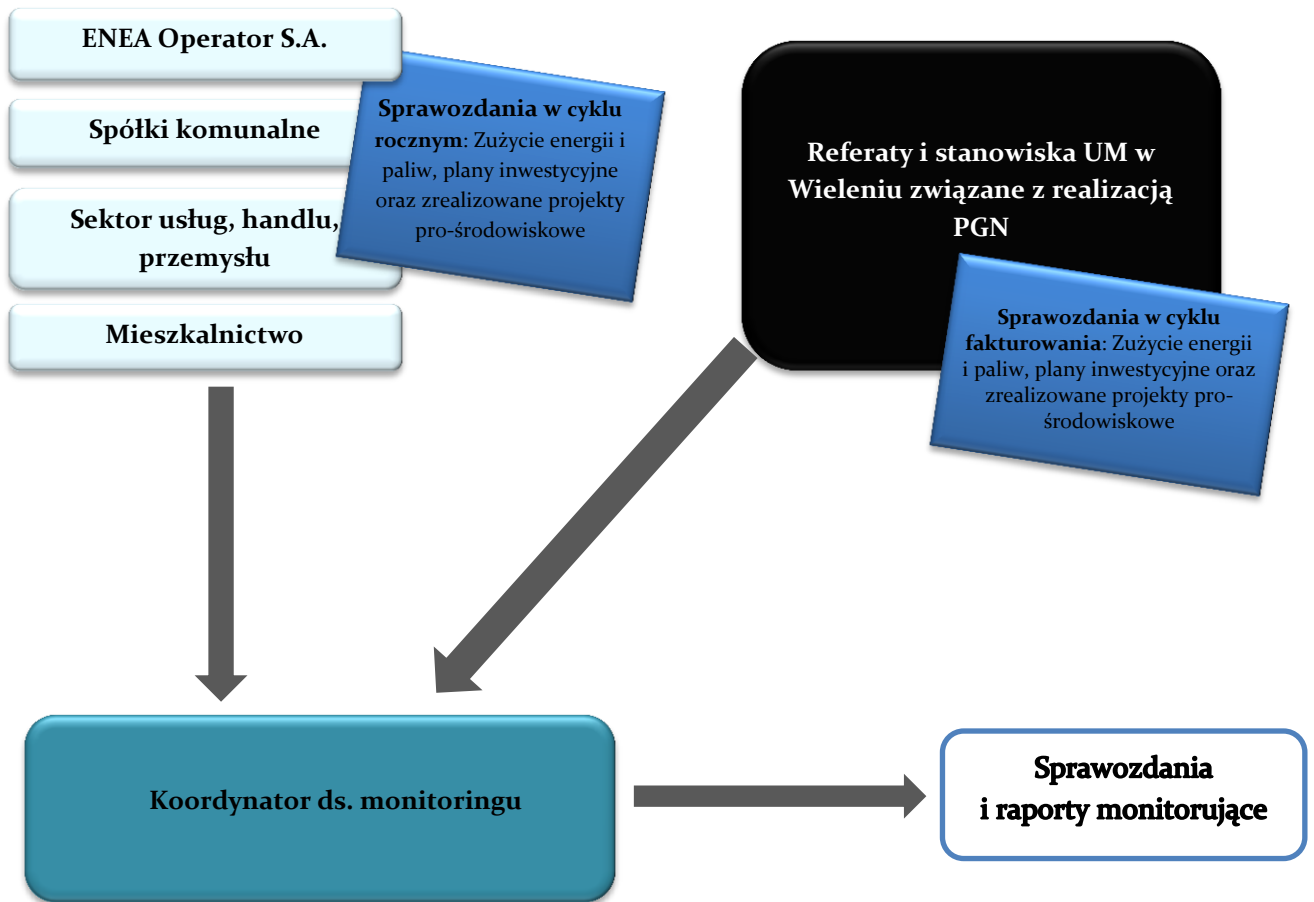 ENEA Operator S.A.
Spółki komunalne
Sektor usług, handlu,
przemysłu
Mieszkalnictwo
Sprawozdania w cyklu
rocznym: Zużycie energii i
paliw, plany inwestycyjne
oraz zrealizowane projekty
pro-środowiskowe
Referaty i stanowiska UM w
Wieleniu związane z realizacją
PGN
Sprawozdania w cyklu
fakturowania: Zużycie energii
i paliw, plany inwestycyjne oraz
zrealizowane projekty pro-
środowiskowe
Koordynator ds. monitoringu
Sprawozdania
i raporty monitorujące